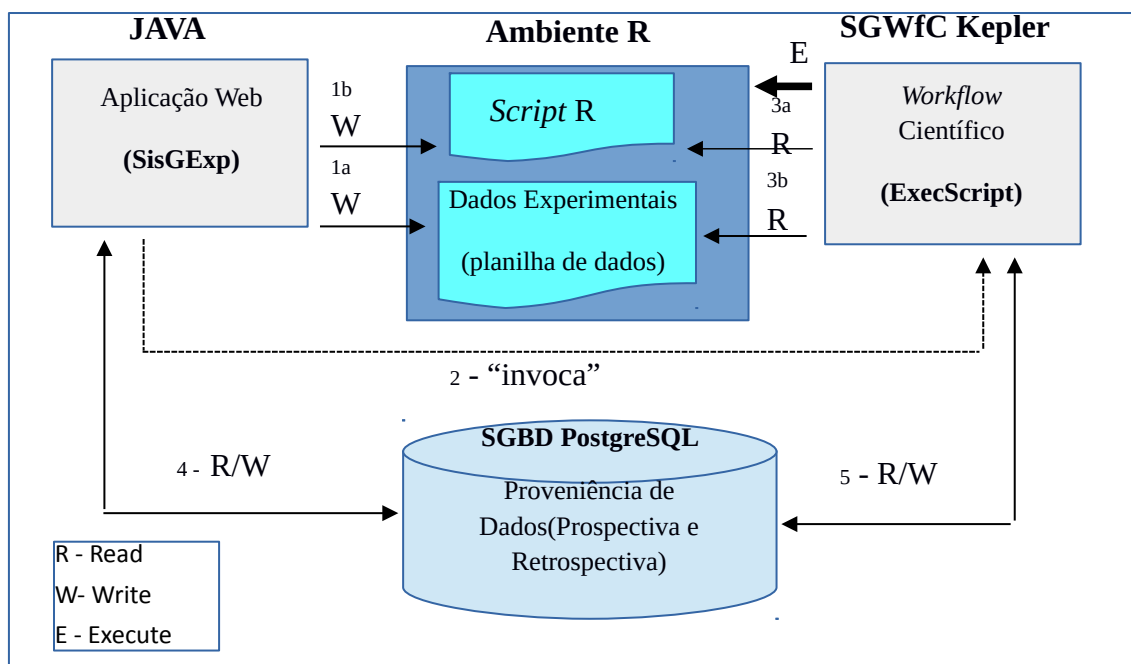 JAVA
Ambiente R
SGWfC Kepler
Aplicação Web
(SisGExp)
1b
W
1a
W
Script R
Dados Experimentais
(planilha de dados)
E
3a
R
3b
R
Workflow
Científico
(ExecScript)
2 - “invoca”
SGBD PostgreSQL
Proveniência de
Dados(Prospectiva e
Retrospectiva)
4 - R/W
5 - R/W
R - Read
W- Write
E - Execute